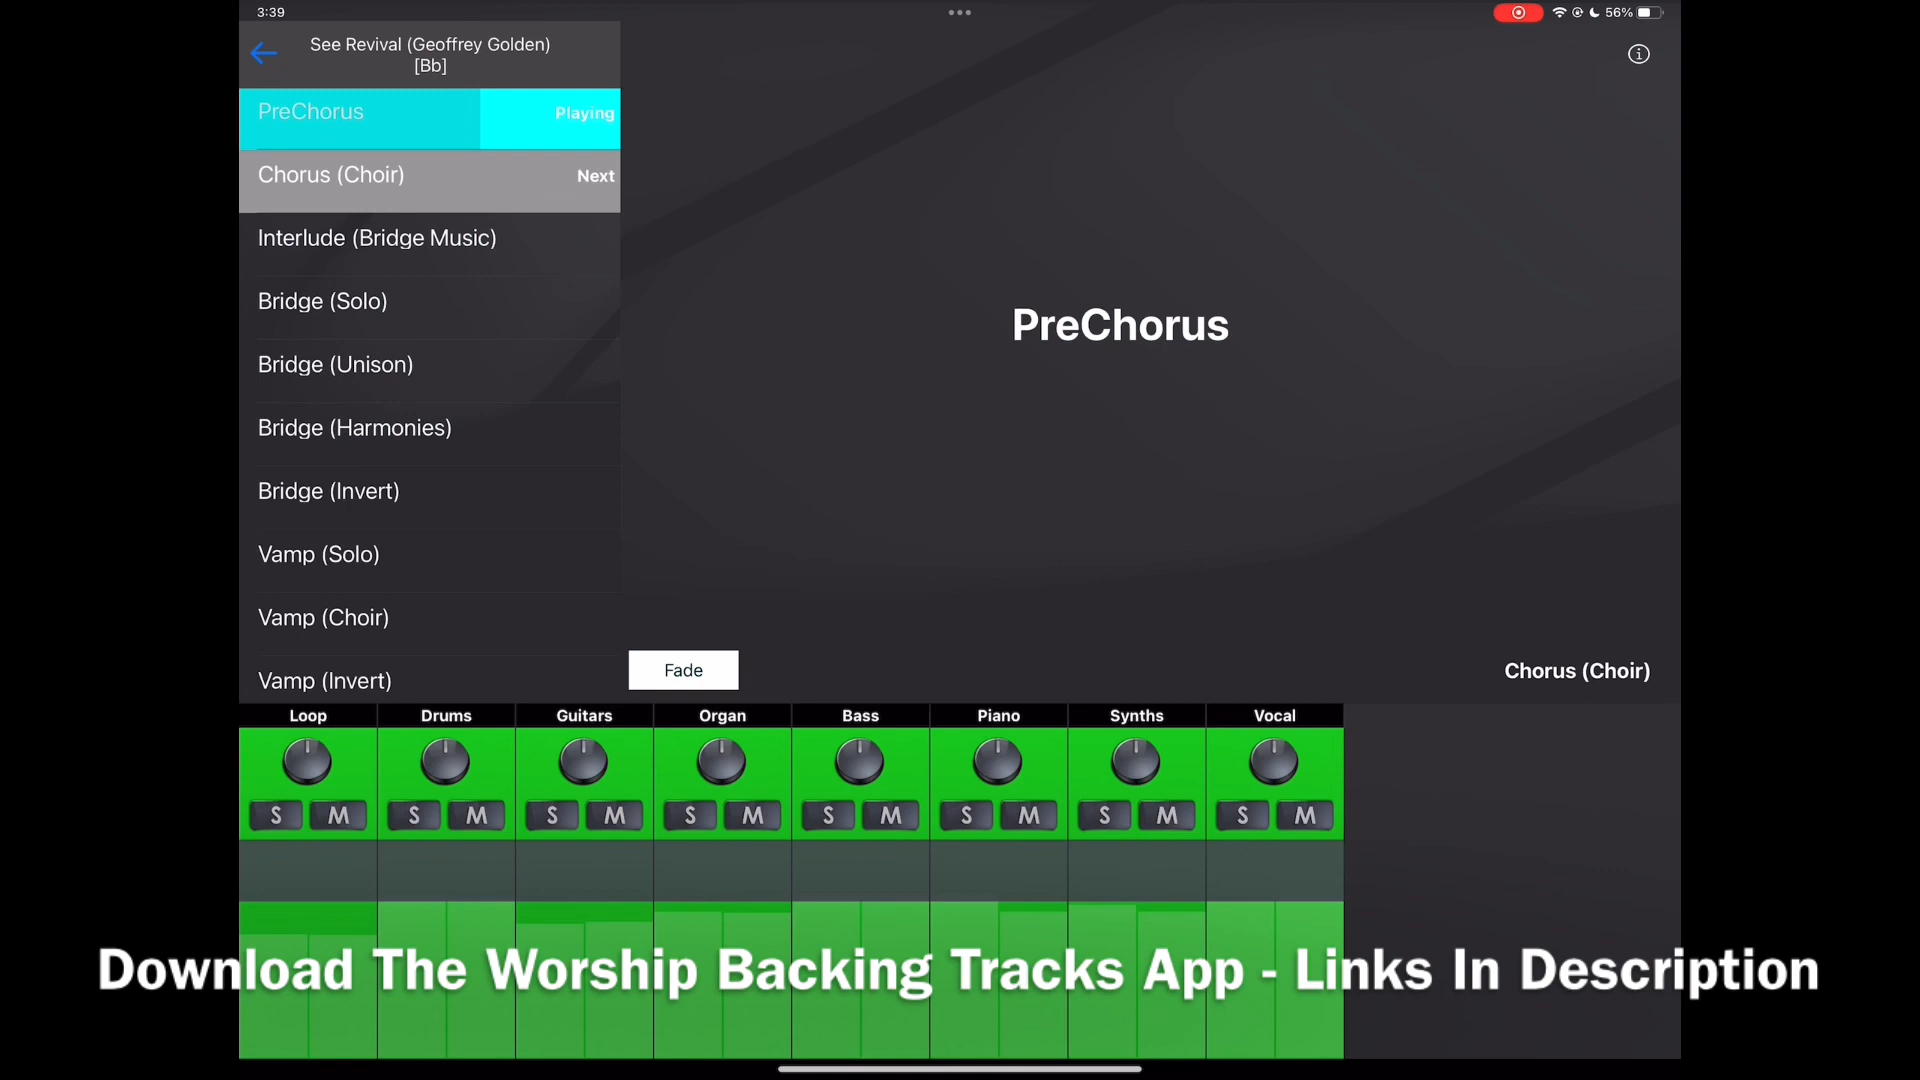 3:39
56%
See Revival (Geoffrey Golden)
[Bb]
PreChorus Playing
Chorus (Choir) Next
Interlude (Bridge Music)
Bridge (Solo)
Bridge (Unison)
Bridge (Harmonies)
Bridge (Invert)
Vamp (Solo)
Vamp (Choir)
Vamp (Invert)
PreChorus
Fade
Chorus (Choir)
Loop Drums Guitars Organ Bass Piano Synths Vocal
S M S M S M S M S M S M S M S M
Download The Worship Backing Tracks App - Links In Description